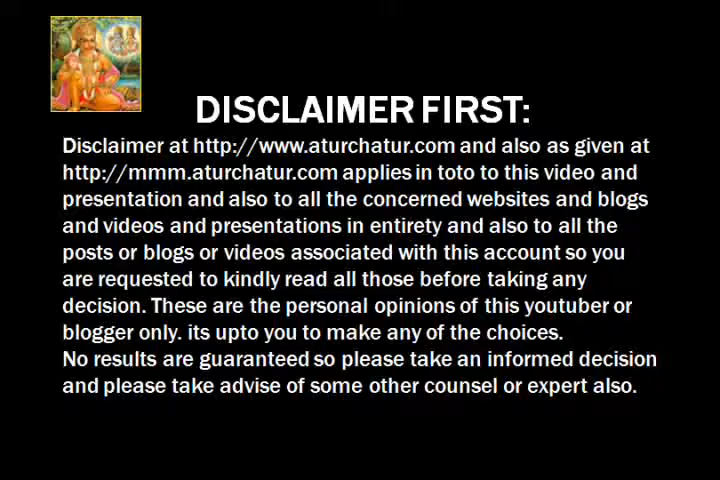 DISCLAIMER FIRST:
Disclaimer at http://www.aturchatur.com and also as given at
http://mmm.aturchatur.com applies in toto to this video and
presentation and also to all the concerned websites and blogs
and videos and presentations in entirety and also to all the
posts or blogs or videos associated with this account so you
are requested to kindly read all those before taking any
decision. These are the personal opinions of this youtuber or
blogger only. its upto you to make any of the choices.
No results are guaranteed so please take an informed decision
and please take advise of some other counsel or expert also.